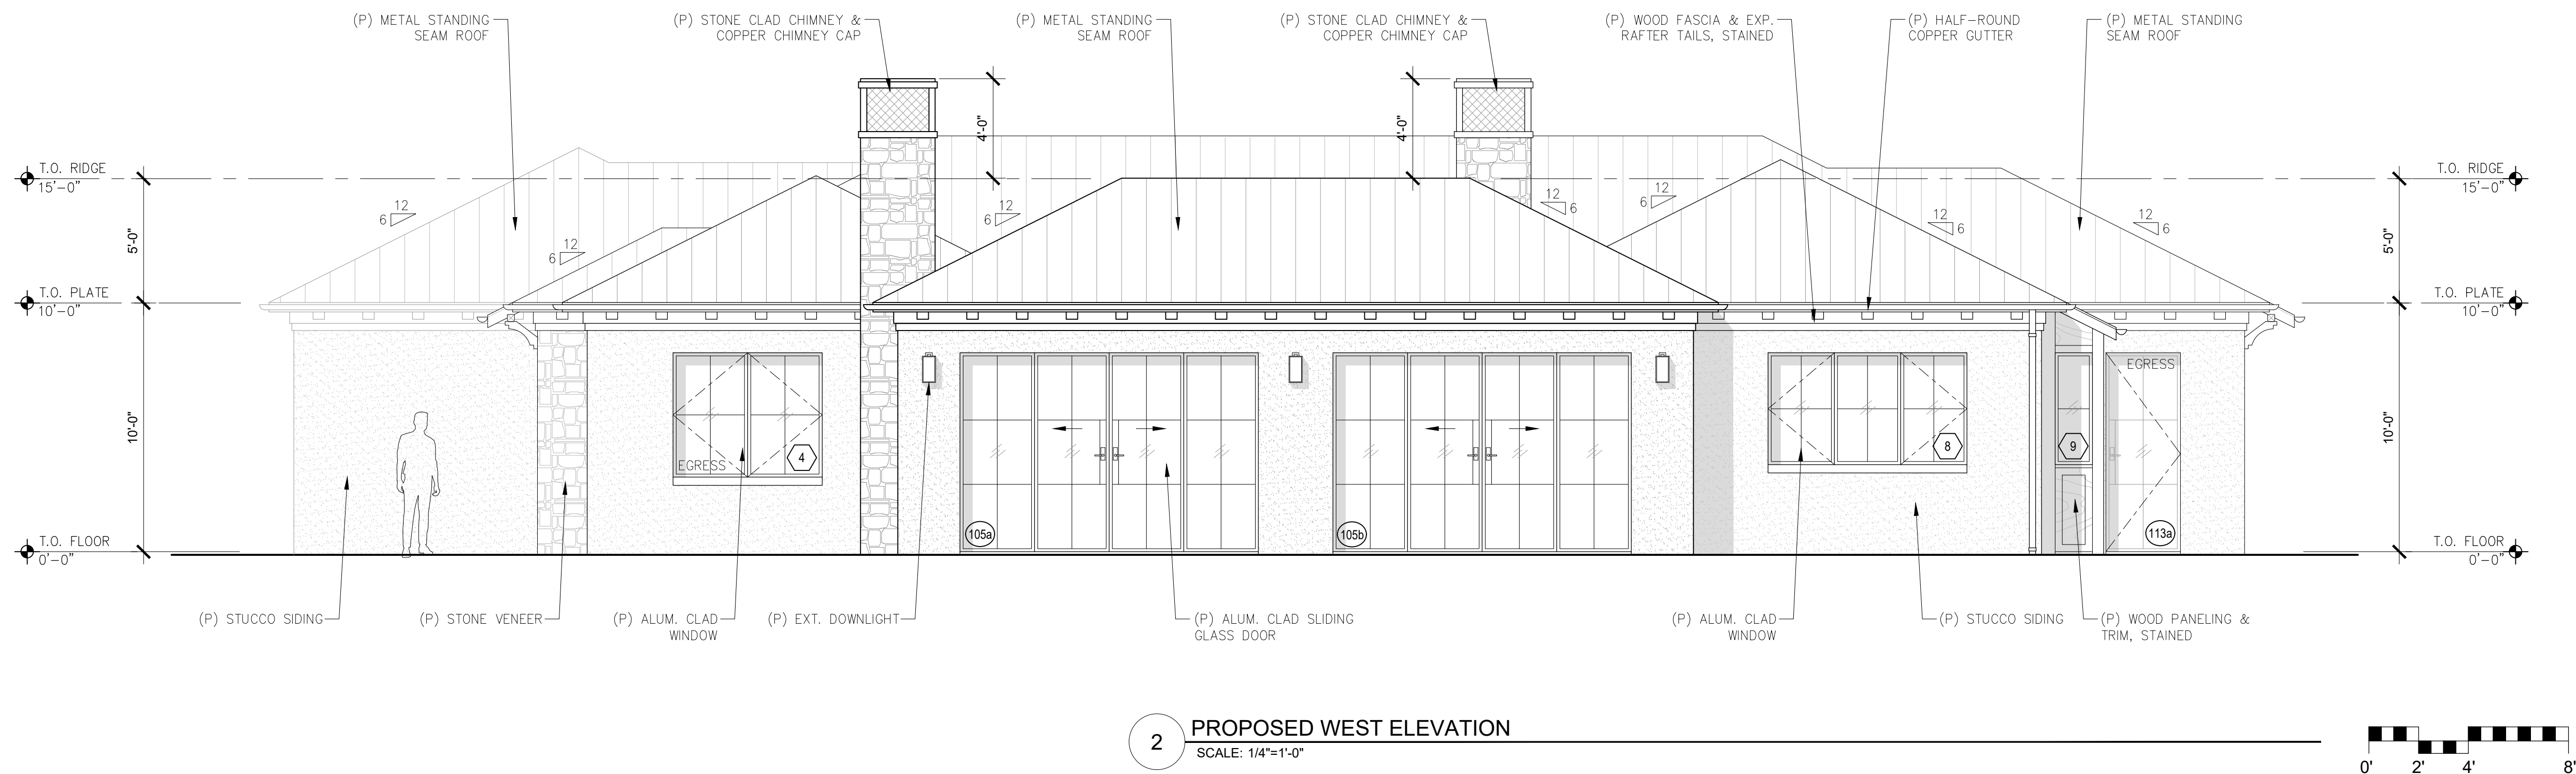 (P) METAL STANDING
SEAM ROOF
(P) STONE CLAD CHIMNEY &
COPPER CHIMNEY CAP
(P) METAL STANDING
SEAM ROOF
(P) STONE CLAD CHIMNEY &
COPPER CHIMNEY CAP
(P) WOOD FASCIA & EXP.
RAFTER TAILS, STAINED
(P) HALF-ROUND
COPPER GUTTER
(P) METAL STANDING
SEAM ROOF
4'-0"
4'-0"
T.O. RIDGE
15'-0"
T.O. RIDGE
15'-0"
12
6
12
6
12
6
12
6
12
6
12
6
12
6
5'-0"
5'-0"
T.O. PLATE
10'-0"
T.O. PLATE
10'-0"
10'-0"
10'-0"
EGRESS
4
EGRESS
8
9
105a
105b
113a
T.O. FLOOR
0'-0"
T.O. FLOOR
0'-0"
(P) STUCCO SIDING
(P) STONE VENEER
(P) ALUM. CLAD
WINDOW
(P) EXT. DOWNLIGHT
(P) ALUM. CLAD SLIDING
GLASS DOOR
(P) ALUM. CLAD
WINDOW
(P) STUCCO SIDING
(P) WOOD PANELING &
TRIM, STAINED
2
PROPOSED WEST ELEVATION
SCALE: 1/4"=1'-0"
0'
2'
4'
8'